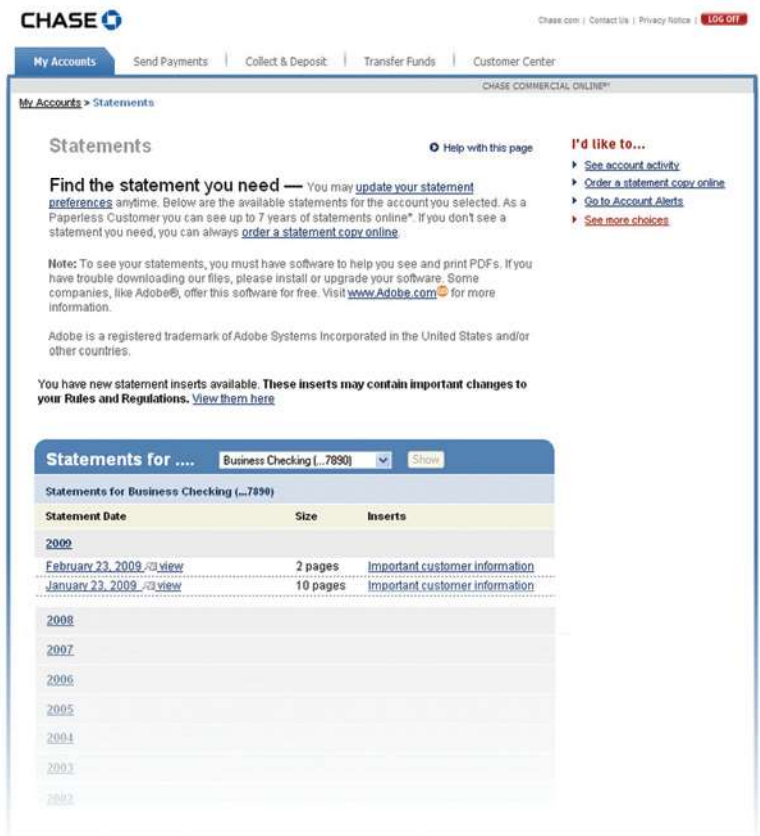 CHASE
Chase.com | Contact Us | Privacy Notice | LOG OFF
My Accounts Send Payments | Collect & Deposit | Transfer Funds | Customer Center
CHASE COMMERCIAL ONLINE℠
My Accounts > Statements
Statements
Help with this page
Find the statement you need — You may update your statement
preferences anytime. Below are the available statements for the account you selected. As a
Paperless Customer you can see up to 7 years of statements online*. If you don't see a
statement you need, you can always order a statement copy online.
Note: To see your statements, you must have software to help you see and print PDFs. If you
have trouble downloading our files, please install or upgrade your software. Some
companies, like Adobe®, offer this software for free. Visit www.Adobe.com for more
information.
Adobe is a registered trademark of Adobe Systems Incorporated in the United States and/or
other countries.
I'd like to...
See account activity
Order a statement copy online
Go to Account Alerts
See more choices
You have new statement inserts available. These inserts may contain important changes to
your Rules and Regulations. View them here
Statements for .... Business Checking (...7890) Show
Statements for Business Checking (...7890)
Statement Date Size Inserts
2009
February 23, 2009 view 2 pages Important customer information
January 23, 2009 view 10 pages Important customer information
2008
2007
2006
2005
2004
2003
2002